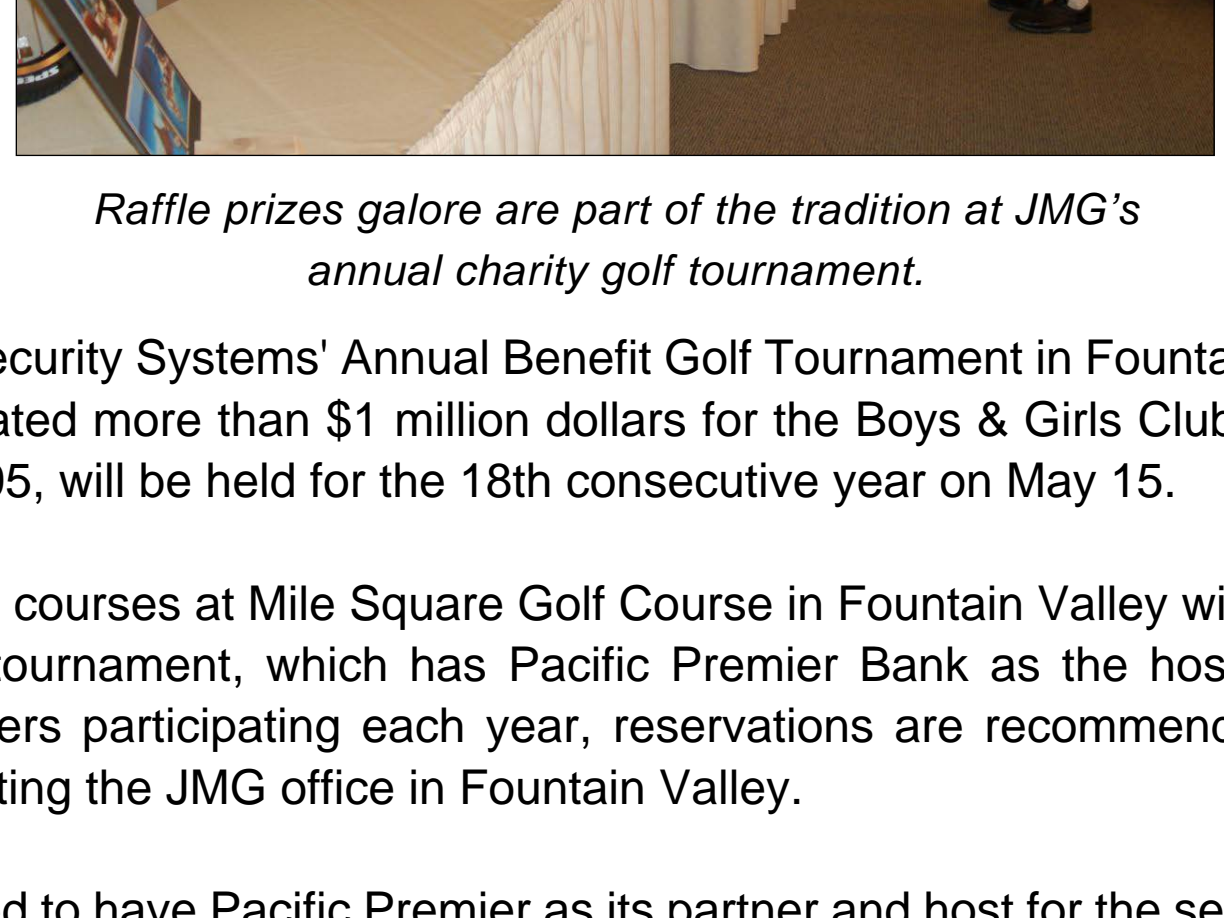 Raffle prizes galore are part of the tradition at JMG’s
annual charity golf tournament.
ecurity Systems' Annual Benefit Golf Tournament in Founta
ated more than $1 million dollars for the Boys & Girls Club
95, will be held for the 18th consecutive year on May 15.
courses at Mile Square Golf Course in Fountain Valley wi
tournament, which has Pacific Premier Bank as the hos
ers participating each year, reservations are recommend
ting the JMG office in Fountain Valley.
d to have Pacific Premier as its partner and host for the se